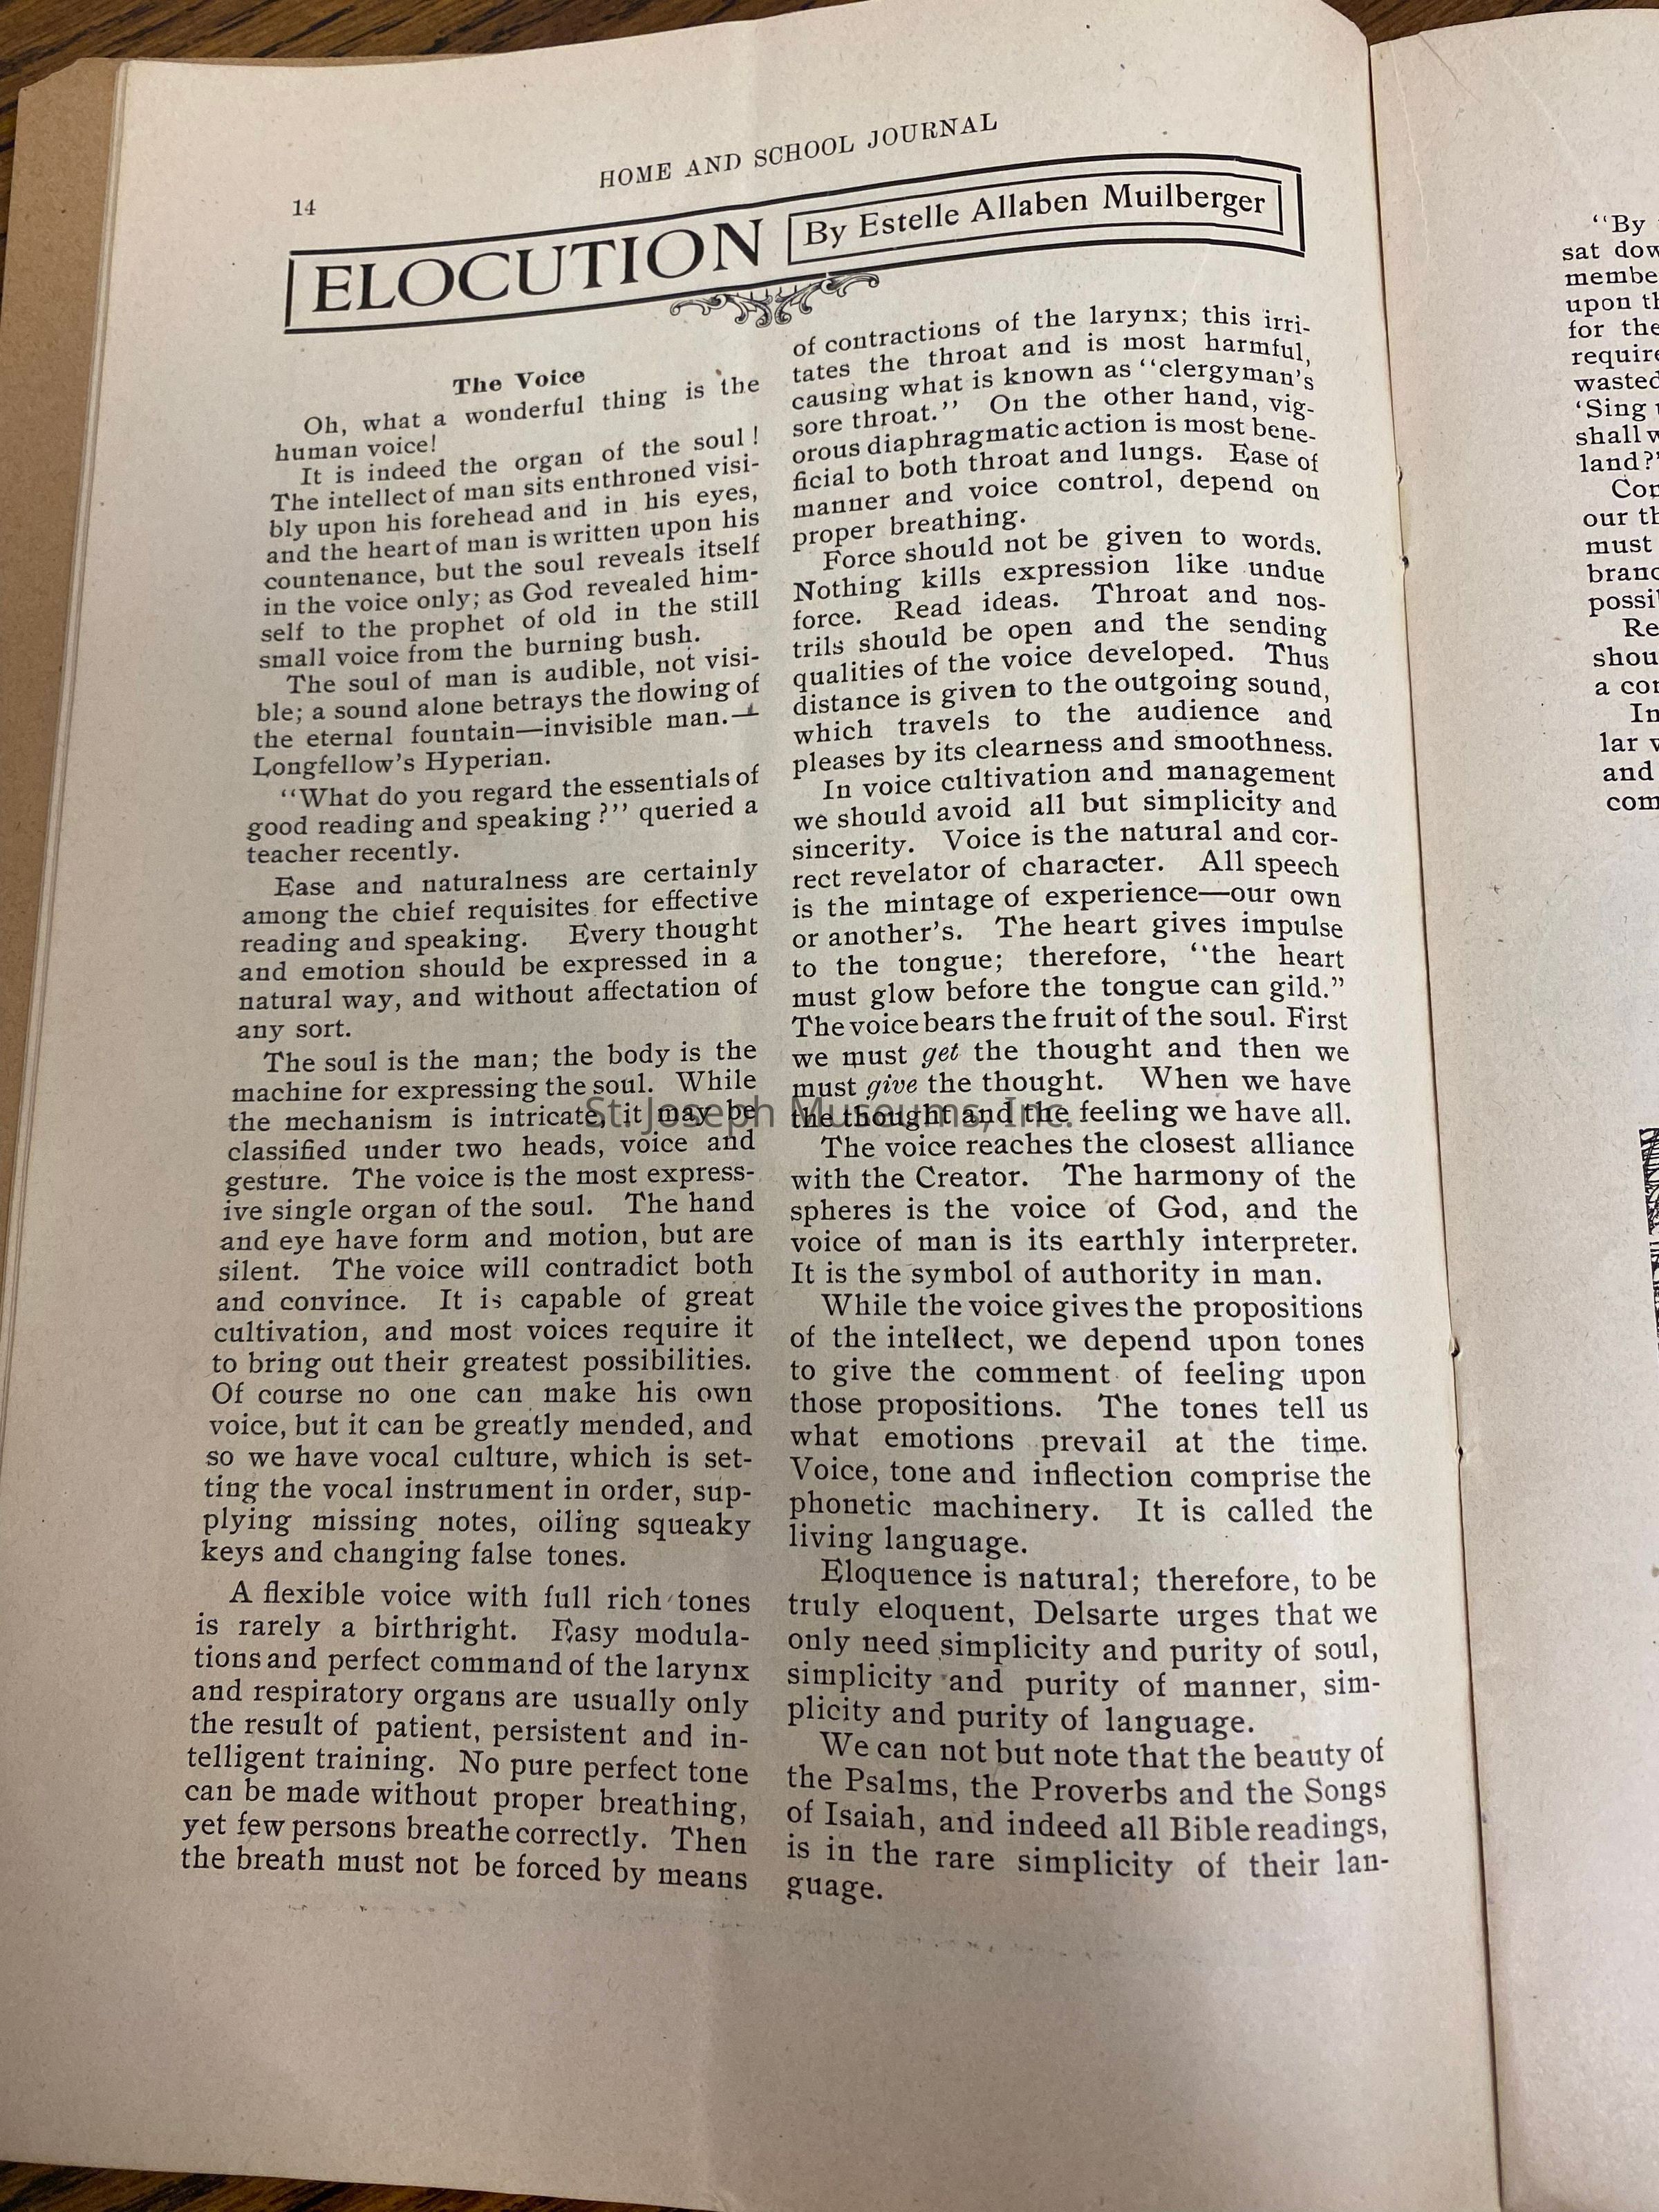 HOME AND SCHOOL JOURNAL
14
ELOCUTION
By Estelle Allaben Muilberger
The Voice
Oh, what a wonderful thing is the
human voice!
It is indeed the organ of the soul!
The intellect of man sits enthroned visi-
bly upon his forehead and in his eyes,
and the heart of man is written upon his
countenance, but the soul reveals itself
in the voice only; as God revealed him-
self to the prophet of old in the still
small voice from the burning bush.
The soul of man is audible, not visi-
ble; a sound alone betrays the flowing of
the eternal fountain—invisible man.—
Longfellow's Hyperian.
"What do you regard the essentials of
good reading and speaking?" queried a
teacher recently.
Ease and naturalness are certainly
among the chief requisites for effective
reading and speaking. Every thought
and emotion should be expressed in a
natural way, and without affectation of
any sort.
The soul is the man; the body is the
machine for expressing the soul. While
the mechanism is intricate, it may be
classified under two heads, voice and
gesture. The voice is the most express-
ive single organ of the soul. The hand
and eye have form and motion, but are
silent. The voice will contradict both
and convince. It is capable of great
cultivation, and most voices require it
to bring out their greatest possibilities.
Of course no one can make his own
voice, but it can be greatly mended, and
so we have vocal culture, which is set-
ting the vocal instrument in order, sup-
plying missing notes, oiling squeaky
keys and changing false tones.
A flexible voice with full rich tones
is rarely a birthright. Easy modula-
tions and perfect command of the larynx
and respiratory organs are usually only
the result of patient, persistent and in-
telligent training. No pure perfect tone
can be made without proper breathing,
yet few persons breathe correctly. Then
the breath must not be forced by means
of contractions of the larynx; this irri-
tates the throat and is most harmful,
causing what is known as "clergyman's
sore throat." On the other hand, vig-
orous diaphragmatic action is most bene-
ficial to both throat and lungs. Ease of
manner and voice control, depend on
proper breathing.
Force should not be given to words.
Nothing kills expression like undue
force. Read ideas. Throat and nos-
trils should be open and the sending
qualities of the voice developed. Thus
distance is given to the outgoing sound,
which travels to the audience and
pleases by its clearness and smoothness.
In voice cultivation and management
we should avoid all but simplicity and
sincerity. Voice is the natural and cor-
rect revelator of character. All speech
is the mintage of experience—our own
or another's. The heart gives impulse
to the tongue; therefore, "the heart
must glow before the tongue can gild."
The voice bears the fruit of the soul. First
we must get the thought and then we
must give the thought. When we have
the thought and the feeling we have all.
The voice reaches the closest alliance
with the Creator. The harmony of the
spheres is the voice of God, and the
voice of man is its earthly interpreter.
It is the symbol of authority in man.
While the voice gives the propositions
of the intellect, we depend upon tones
to give the comment of feeling upon
those propositions. The tones tell us
what emotions prevail at the time.
Voice, tone and inflection comprise the
phonetic machinery. It is called the
living language.
Eloquence is natural; therefore, to be
truly eloquent, Delsarte urges that we
only need simplicity and purity of soul,
simplicity and purity of manner, sim-
plicity and purity of language.
We can not but note that the beauty of
the Psalms, the Proverbs and the Songs
of Isaiah, and indeed all Bible readings,
is in the rare simplicity of their lan-
guage.
St. Joseph Museums, Inc.
"By
sat dow
membe
upon th
for the
require
wasted
'Sing
shall w
land?'
Con
our th
must
branc
possi
Re
shou
a con
In
lar
and
com